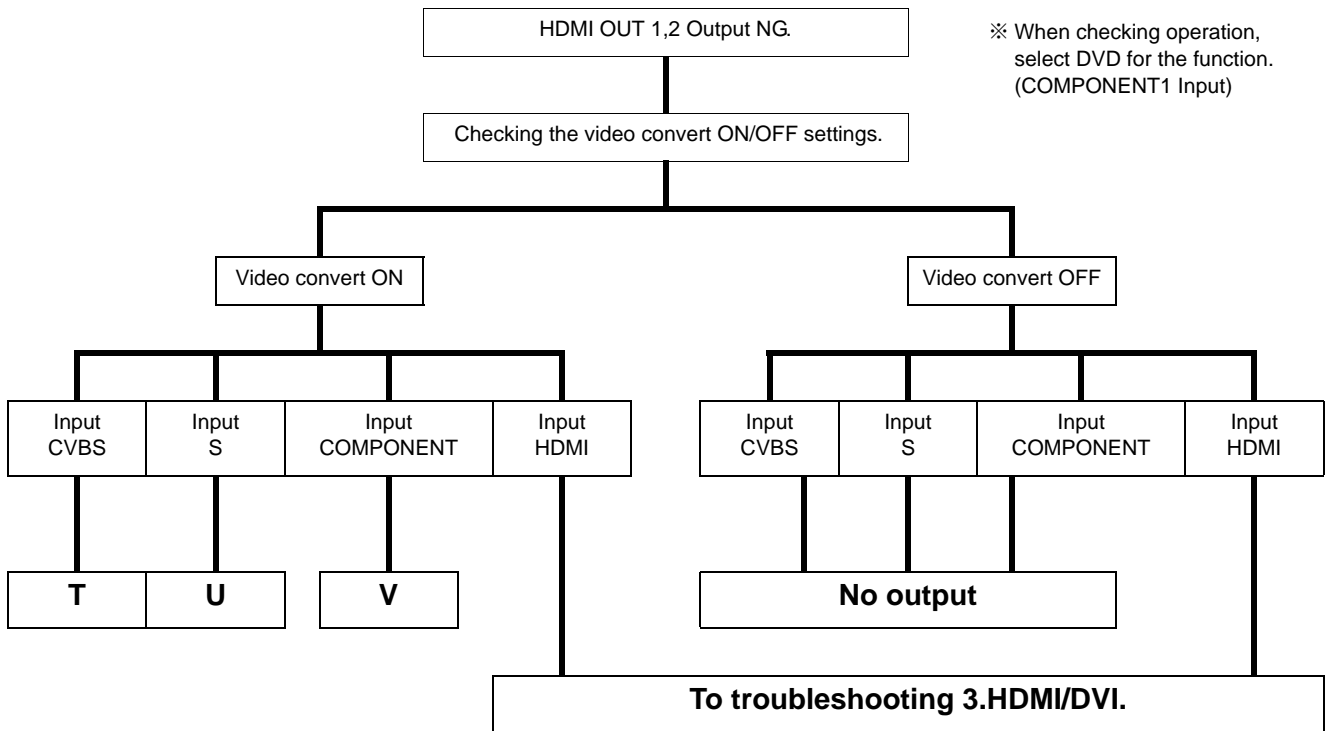 HDMI OUT 1,2 Output NG.
※ When checking operation,
select DVD for the function.
(COMPONENT1 Input)
Checking the video convert ON/OFF settings.
Video convert ON
Video convert OFF
Input
CVBS
Input
S
Input
COMPONENT
Input
HDMI
Input
CVBS
Input
S
Input
COMPONENT
Input
HDMI
T
U
V
No output
To troubleshooting 3.HDMI/DVI.